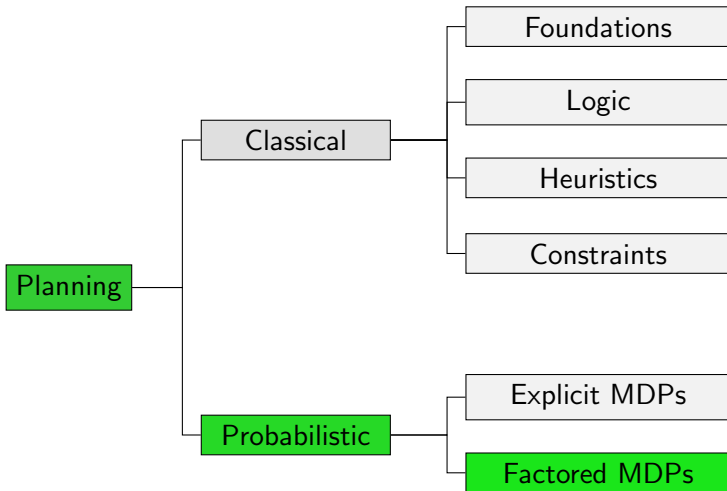 Foundations
Logic
Classical
Heuristics
Constraints
Planning
Explicit MDPs
Probabilistic
Factored MDPs